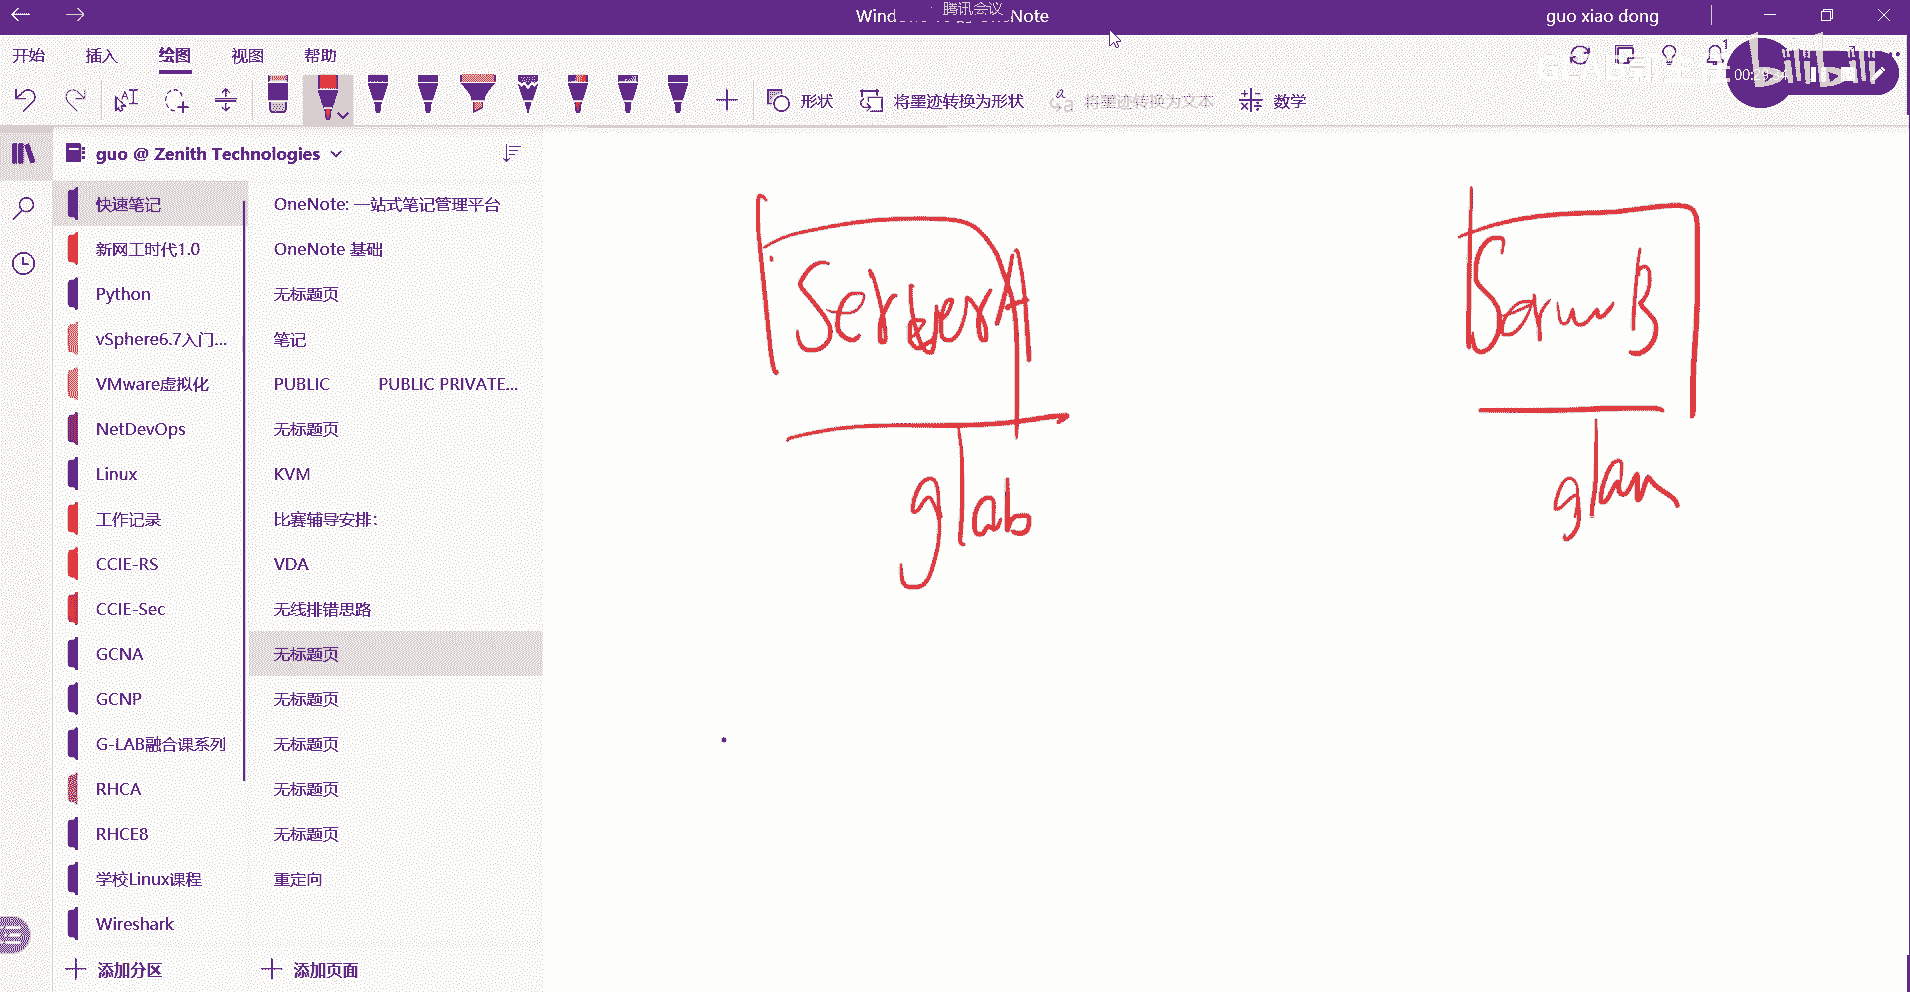 腾讯会议
guo xiao dong
开始 插入 绘图 视图 帮助
形状 将墨迹转换为形状 将墨迹转换为文本 数学
guo @ Zenith Technologies
快速笔记
新网工时代1.0
Python
vSphere6.7入门...
VMware虚拟化
NetDevOps
Linux
工作记录
CCIE-RS
CCIE-Sec
GCNA
GCNP
G-LAB融合课系列
RHCA
RHCE8
学校Linux课程
Wireshark
添加分区
OneNote: 一站式笔记管理平台
OneNote 基础
无标题页
笔记
PUBLIC PUBLIC PRIVATE...
无标题页
KVM
比赛辅导安排:
VDA
无线排错思路
无标题页
无标题页
无标题页
无标题页
无标题页
重定向
添加页面
Server A
glab
B